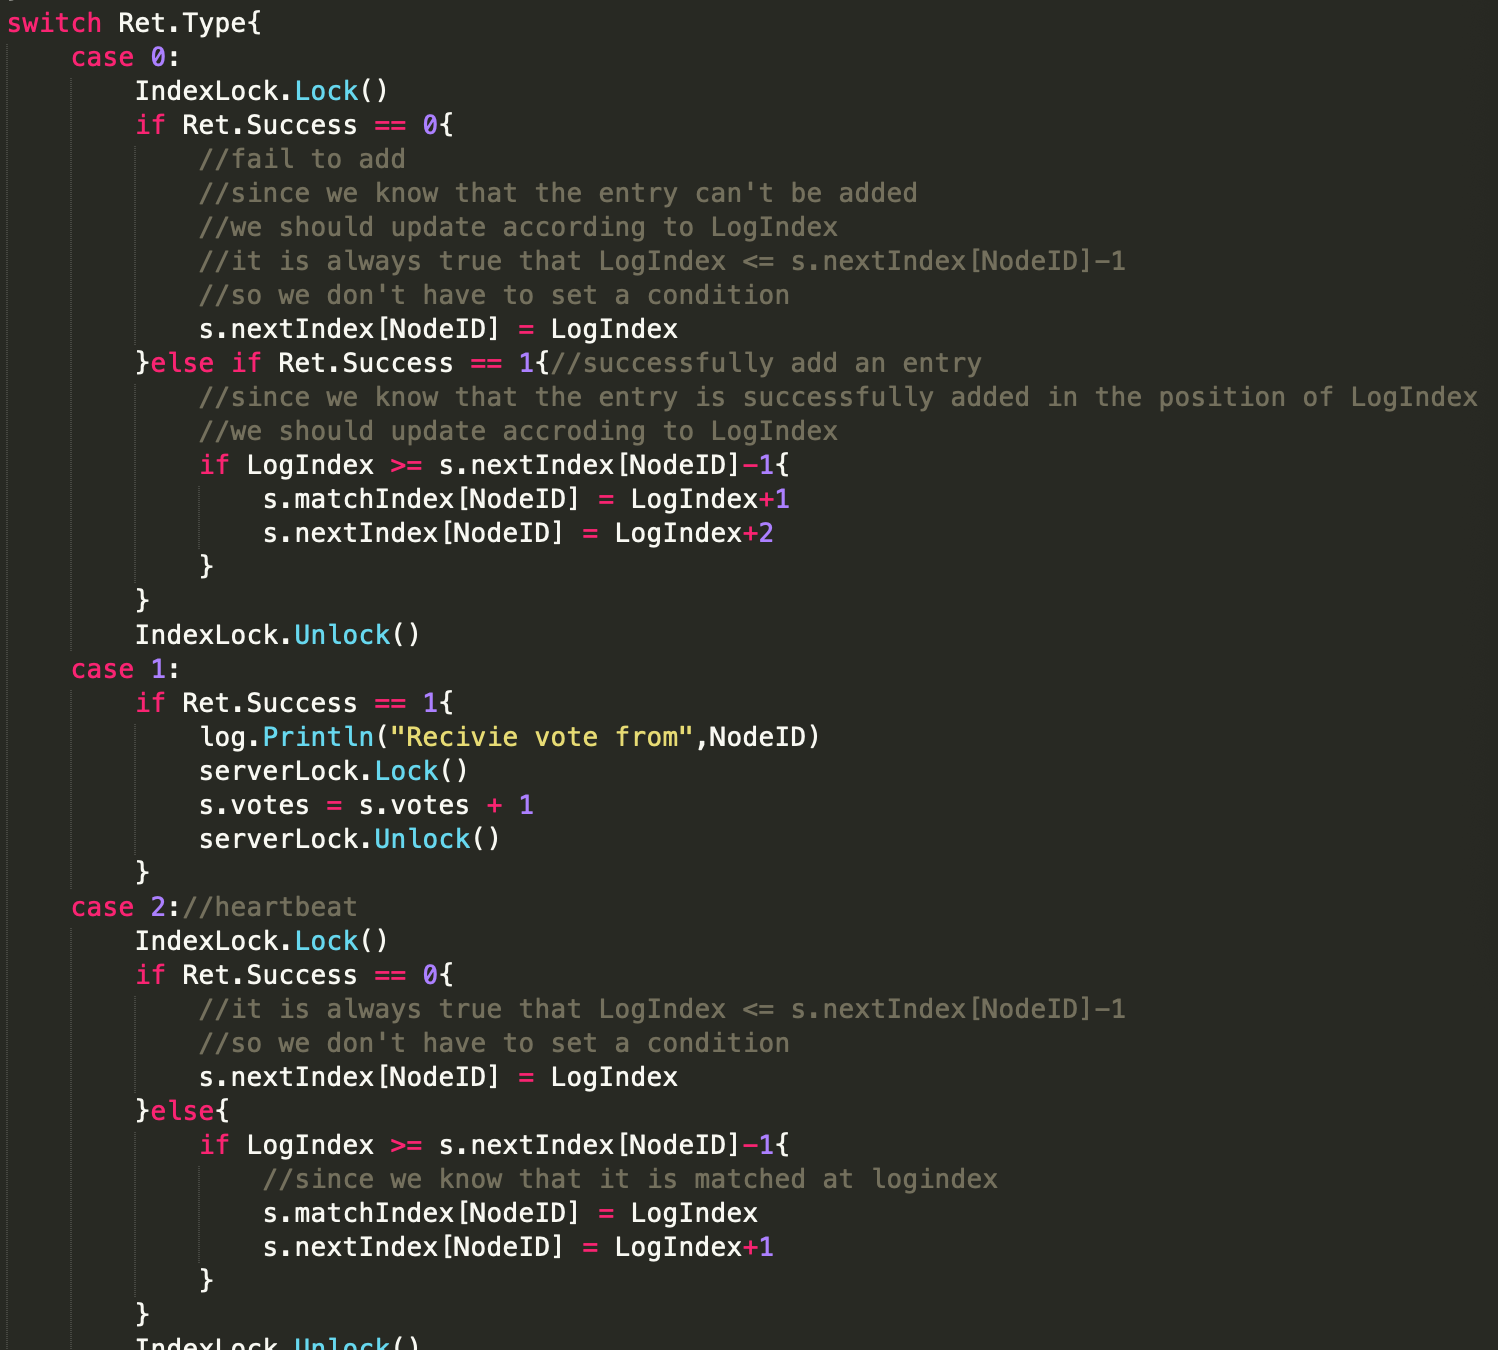 switch Ret.Type{
    case 0:
        IndexLock.Lock()
        if Ret.Success == 0{
            //fail to add
            //since we know that the entry can't be added
            //we should update according to LogIndex
            //it is always true that LogIndex <= s.nextIndex[NodeID]-1
            //so we don't have to set a condition
            s.nextIndex[NodeID] = LogIndex
        }else if Ret.Success == 1{//successfully add an entry
            //since we know that the entry is successfully added in the position of LogIndex
            //we should update accroding to LogIndex
            if LogIndex >= s.nextIndex[NodeID]-1{
                s.matchIndex[NodeID] = LogIndex+1
                s.nextIndex[NodeID] = LogIndex+2
            }
        }
        IndexLock.Unlock()
    case 1:
        if Ret.Success == 1{
            log.Println("Recivie vote from",NodeID)
            serverLock.Lock()
            s.votes = s.votes + 1
            serverLock.Unlock()
        }
    case 2://heartbeat
        IndexLock.Lock()
        if Ret.Success == 0{
            //it is always true that LogIndex <= s.nextIndex[NodeID]-1
            //so we don't have to set a condition
            s.nextIndex[NodeID] = LogIndex
        }else{
            if LogIndex >= s.nextIndex[NodeID]-1{
                //since we know that it is matched at logindex
                s.matchIndex[NodeID] = LogIndex
                s.nextIndex[NodeID] = LogIndex+1
            }
        }
        IndexLock.Unlock()